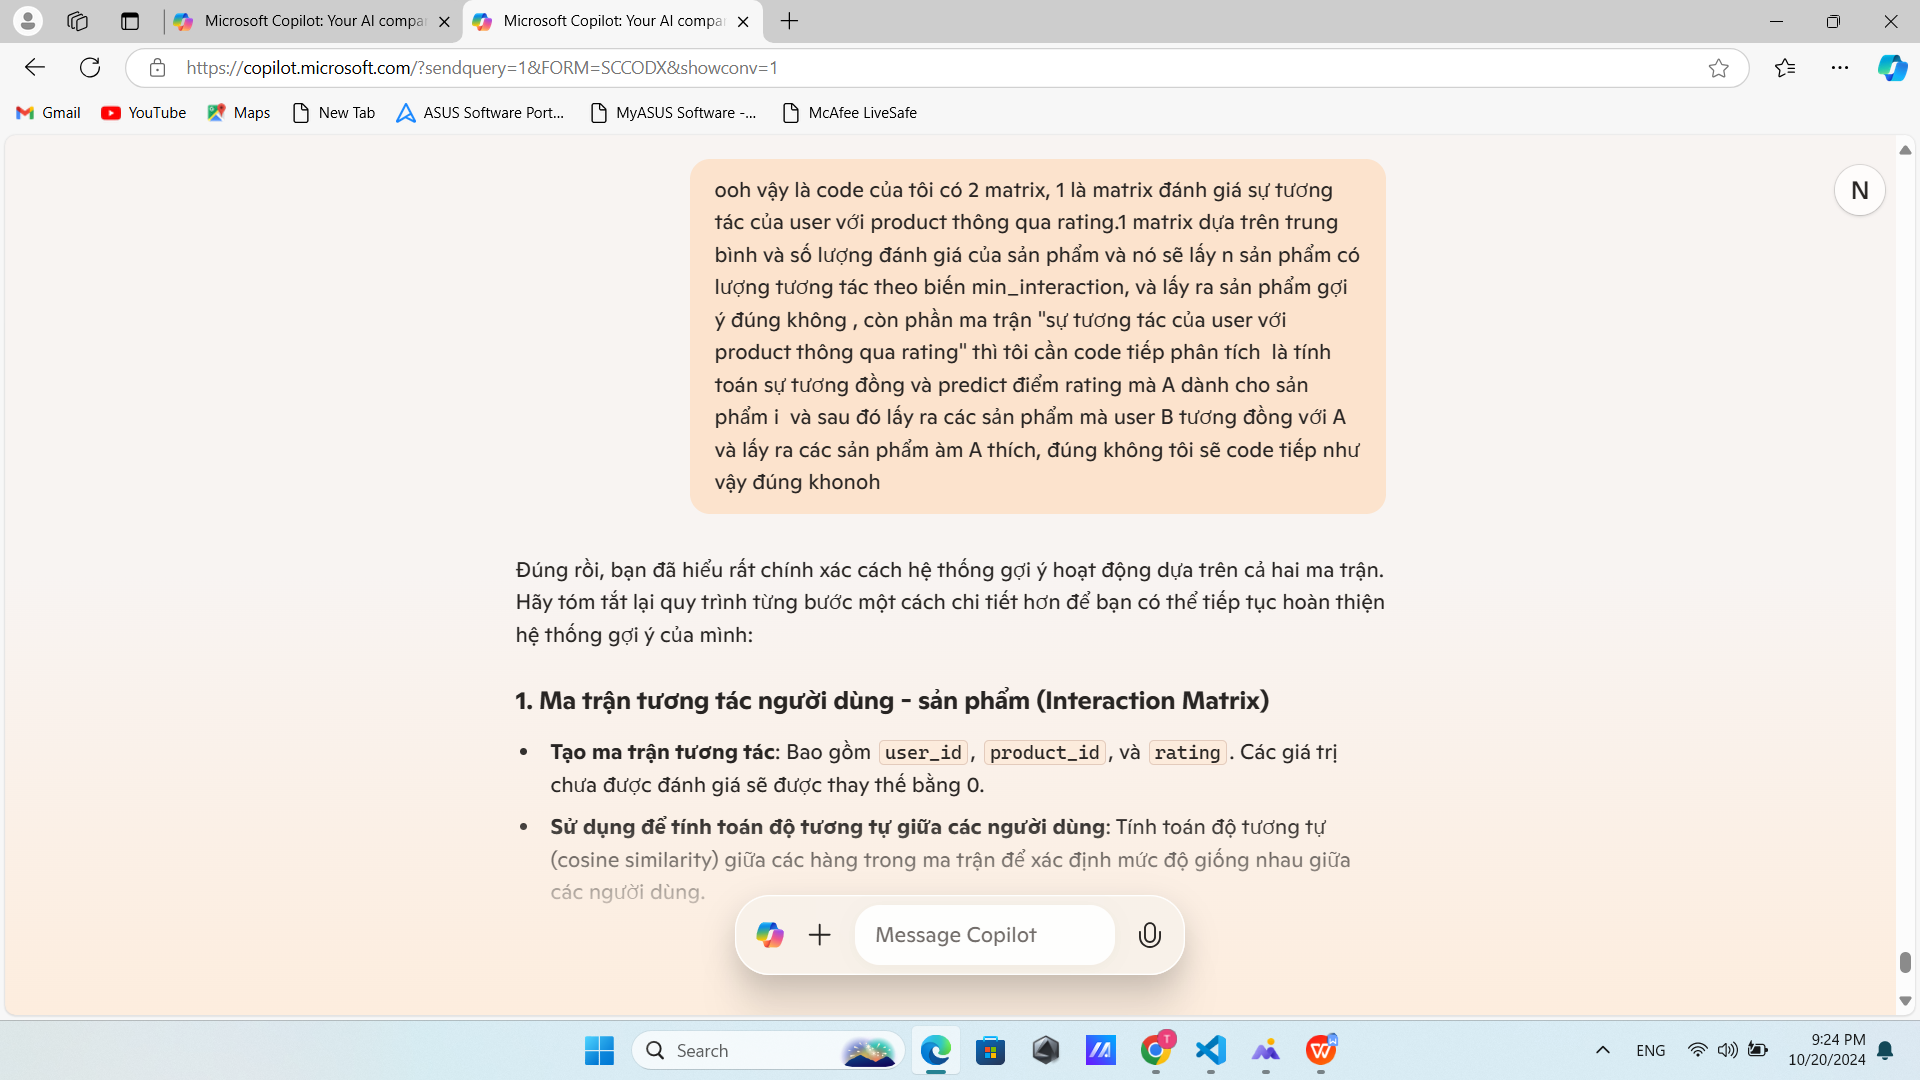 Microsoft Copilot: Your AI compar
Microsoft Copilot: Your AI compar
https://copilot.microsoft.com/?sendquery=1&FORM=SCCODX&showconv=1
Gmail
YouTube
Maps
New Tab
ASUS Software Port...
MyASUS Software -...
McAfee LiveSafe
N
ooh vậy là code của tôi có 2 matrix, 1 là matrix đánh giá sự tương
tác của user với product thông qua rating.1 matrix dựa trên trung
bình và số lượng đánh giá của sản phẩm và nó sẽ lấy n sản phẩm có
lượng tương tác theo biến min_interaction, và lấy ra sản phẩm gợi
ý đúng không , còn phần ma trận "sự tương tác của user với
product thông qua rating" thì tôi cần code tiếp phân tích  là tính
toán sự tương đồng và predict điểm rating mà A dành cho sản
phẩm i  và sau đó lấy ra các sản phẩm mà user B tương đồng với A
và lấy ra các sản phẩm àm A thích, đúng không tôi sẽ code tiếp như
vậy đúng khonoh
Đúng rồi, bạn đã hiểu rất chính xác cách hệ thống gợi ý hoạt động dựa trên cả hai ma trận.
Hãy tóm tắt lại quy trình từng bước một cách chi tiết hơn để bạn có thể tiếp tục hoàn thiện
hệ thống gợi ý của mình:
1. Ma trận tương tác người dùng - sản phẩm (Interaction Matrix)
• Tạo ma trận tương tác: Bao gồm user_id, product_id, và rating. Các giá trị
chưa được đánh giá sẽ được thay thế bằng 0.
• Sử dụng để tính toán độ tương tự giữa các người dùng: Tính toán độ tương tự
(cosine similarity) giữa các hàng trong ma trận để xác định mức độ giống nhau giữa
các người dùng.
Message Copilot
Search
T
ENG
9:24 PM
10/20/2024